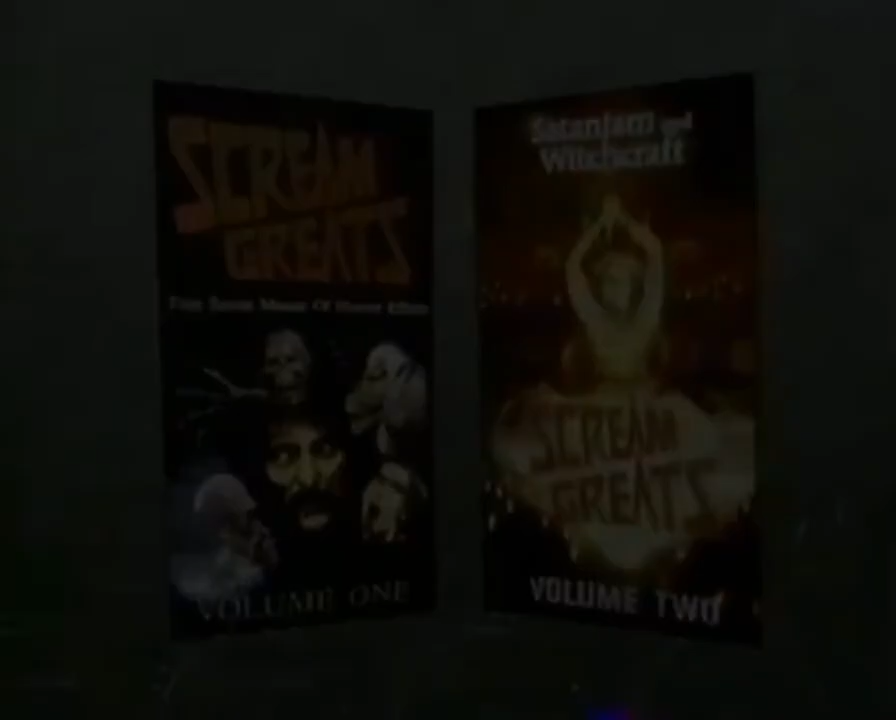 SCREAM
GREATS
VOLUME ONE
Satanism and
Witchcraft
SCREAM
GREATS
VOLUME TWO